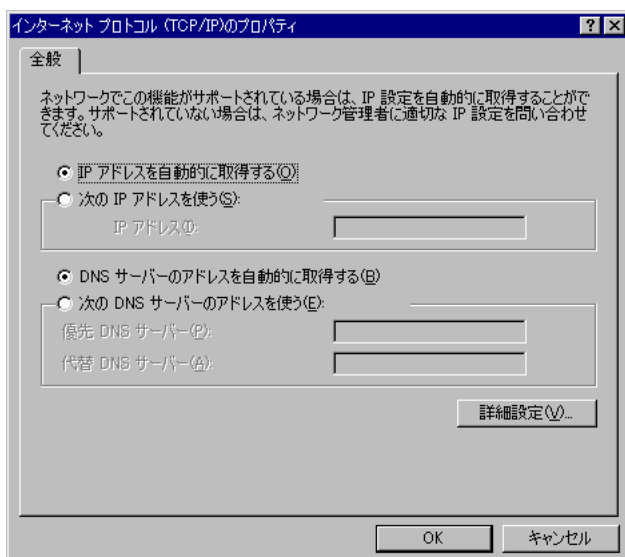 インターネット プロトコル (TCP/IP)のプロパティ
全般
ネットワークでこの機能がサポートされている場合は、IP 設定を自動的に取得することがで
きます。サポートされていない場合は、ネットワーク管理者に適切な IP 設定を問い合わせ
てください。
IP アドレスを自動的に取得する(O)
次の IP アドレスを使う(S):
IP アドレス(I):
DNS サーバーのアドレスを自動的に取得する(B)
次の DNS サーバーのアドレスを使う(E):
優先 DNS サーバー(P):
代替 DNS サーバー(A):
詳細設定(V)...
OK
キャンセル